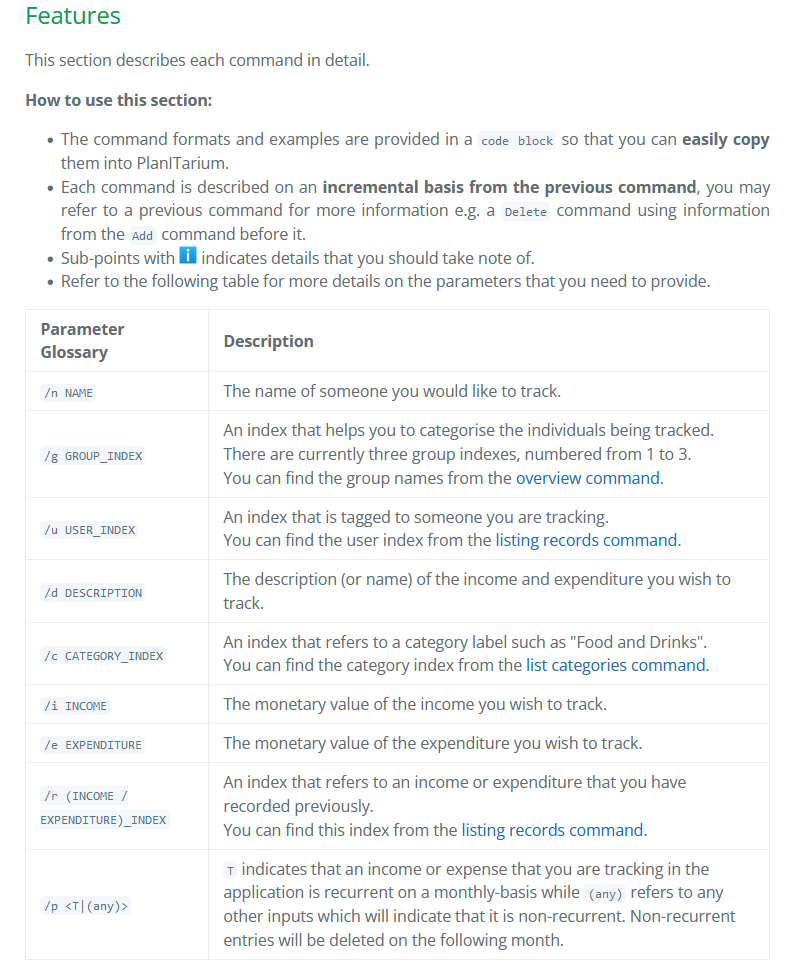 Features
This section describes each command in detail.
How to use this section:
The command formats and examples are provided in a code block so that you can easily copy
them into PlanITarium.
Each command is described on an incremental basis from the previous command, you may
refer to a previous command for more information e.g. a Delete command using information
from the Add command before it.
Sub-points with ℹ️ indicates details that you should take note of.
Refer to the following table for more details on the parameters that you need to provide.
Parameter
Glossary
Description
/n NAME
The name of someone you would like to track.
/g GROUP_INDEX
An index that helps you to categorise the individuals being tracked.
There are currently three group indexes, numbered from 1 to 3.
You can find the group names from the overview command.
/u USER_INDEX
An index that is tagged to someone you are tracking.
You can find the user index from the listing records command.
/d DESCRIPTION
The description (or name) of the income and expenditure you wish to
track.
/c CATEGORY_INDEX
An index that refers to a category label such as "Food and Drinks".
You can find the category index from the list categories command.
/i INCOME
The monetary value of the income you wish to track.
/e EXPENDITURE
The monetary value of the expenditure you wish to track.
/r (INCOME /
EXPENDITURE)_INDEX
An index that refers to an income or expenditure that you have
recorded previously.
You can find this index from the listing records command.
/p <T|(any)>
T indicates that an income or expense that you are tracking in the
application is recurrent on a monthly-basis while (any) refers to any
other inputs which will indicate that it is non-recurrent. Non-recurrent
entries will be deleted on the following month.